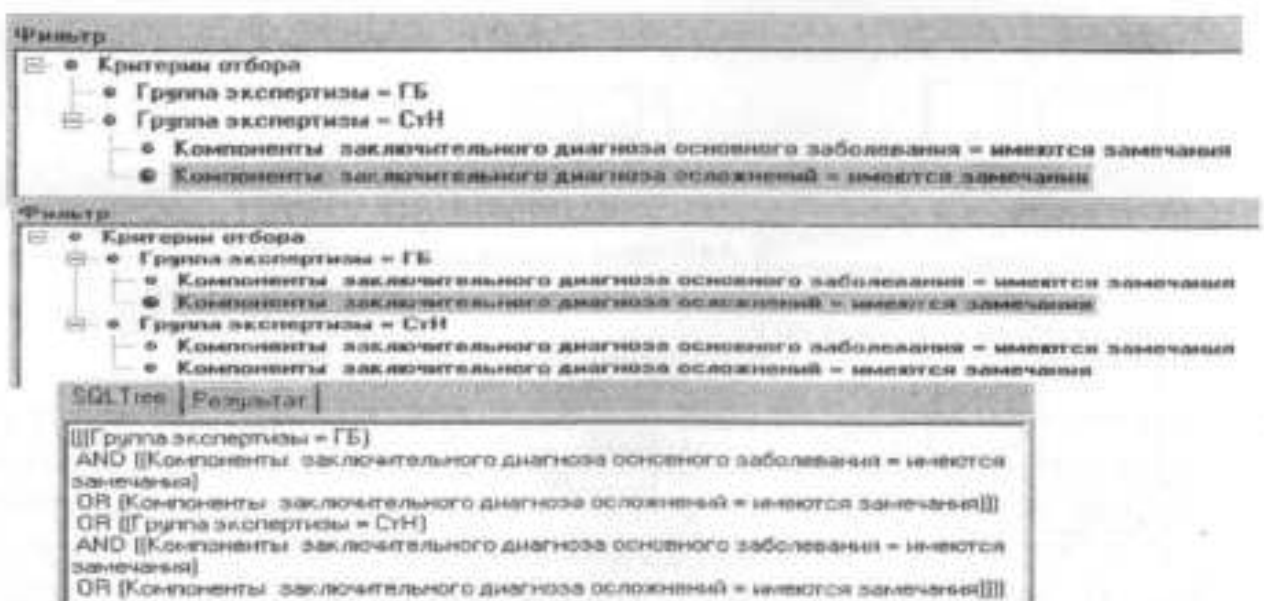 Фильтр
Критерии отбора
Группа экспертизы = ГБ
Группа экспертизы = СтН
Компоненты заключительного диагноза основного заболевания = имеются замечания
Компоненты заключительного диагноза осложнений = имеются замечания
Фильтр
Критерии отбора
Группа экспертизы = ГБ
Компоненты заключительного диагноза основного заболевания = имеются замечания
Компоненты заключительного диагноза осложнений = имеются замечания
Группа экспертизы = СтН
Компоненты заключительного диагноза основного заболевания = имеются замечания
Компоненты заключительного диагноза осложнений = имеются замечания
SQLTree Результат
(((Группа экспертизы = ГБ)
AND ((Компоненты заключительного диагноза основного заболевания = имеются
замечания)
OR (Компоненты заключительного диагноза осложнений = имеются замечания)))
OR ((Группа экспертизы = СтН)
AND ((Компоненты заключительного диагноза основного заболевания = имеются
замечания)
OR (Компоненты заключительного диагноза осложнений = имеются замечания))))